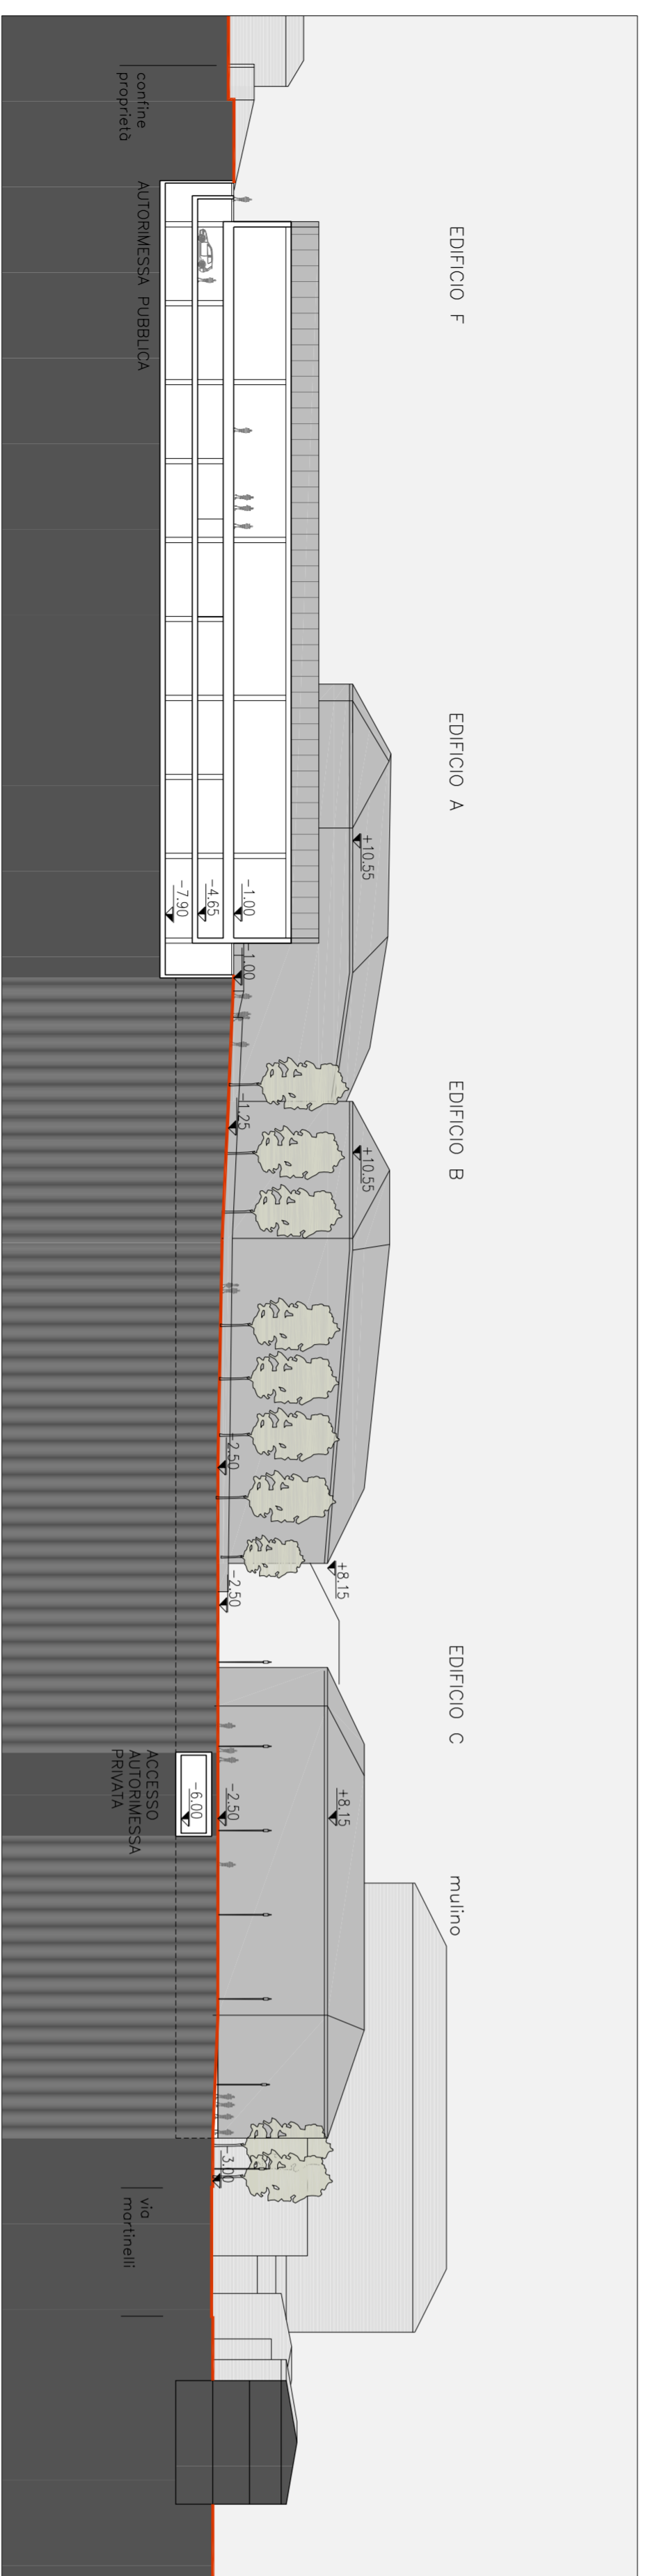 EDIFICIO F
EDIFICIO A
EDIFICIO B
EDIFICIO C
mulino
+10.55
+10.55
+8.15
+8.15
-1.00
-4.65
-7.90
-1.00
-1.25
-2.50
-2.50
-2.50
-6.00
-3.00
confine
proprietà
AUTORIMESSA PUBBLICA
ACCESSO
AUTORIMESSA
PRIVATA
via
martinelli